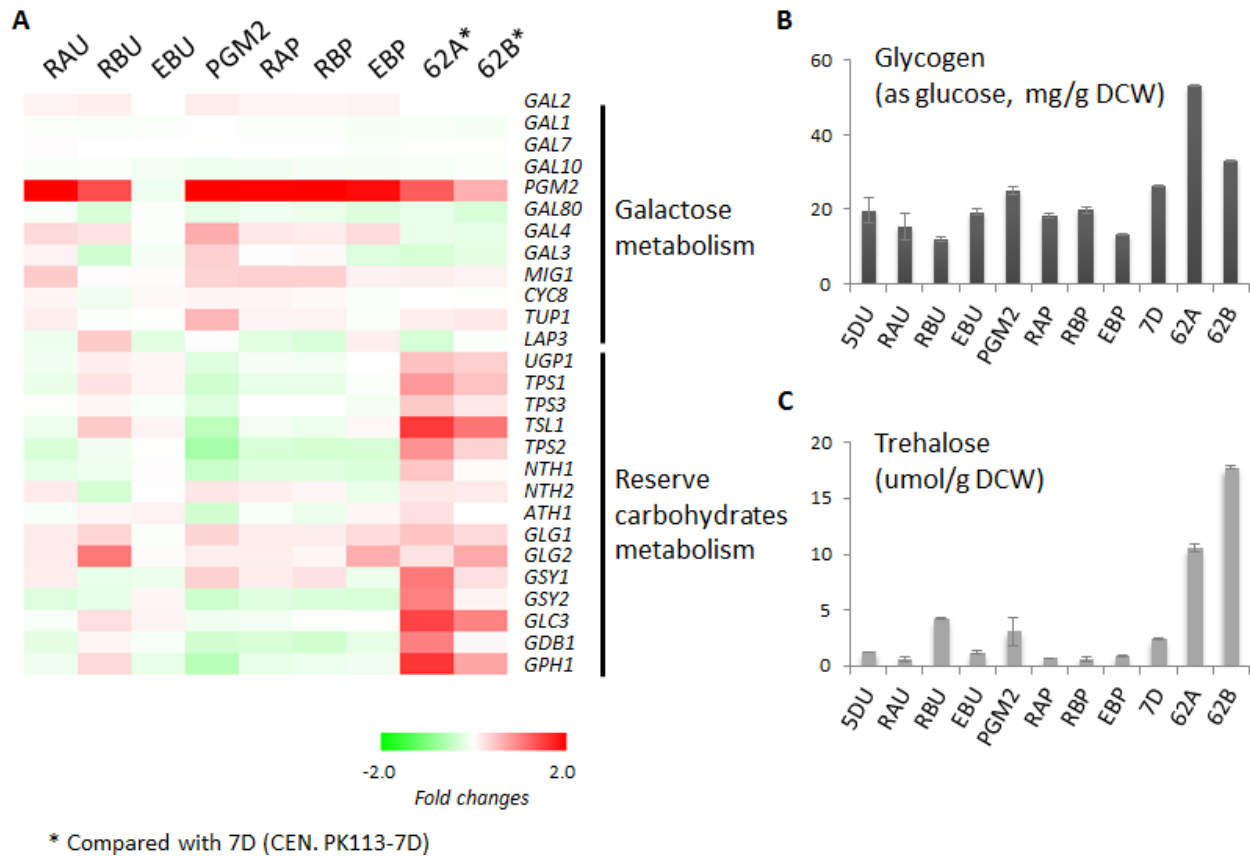 A
RAU RBU EBU PGM2 RAP RBP EBP 62A* 62B*
GAL2
GAL1
GAL7
GAL10
PGM2
GAL80
GAL4
GAL3
MIG1
CYC8
TUP1
LAP3
UGP1
TPS1
TPS3
TSL1
TPS2
NTH1
NTH2
ATH1
GLG1
GLG2
GSY1
GSY2
GLC3
GDB1
GPH1
Galactose
metabolism
Reserve
carbohydrates
metabolism
-2.0 2.0
Fold changes
* Compared with 7D (CEN. PK113-7D)
B
Glycogen
(as glucose, mg/g DCW)
60
40
20
0
5DU RAU RBU EBU PGM2 RAP RBP EBP 7D 62A 62B
C
Trehalose
(umol/g DCW)
20
15
10
5
0
5DU RAU RBU EBU PGM2 RAP RBP EBP 7D 62A 62B